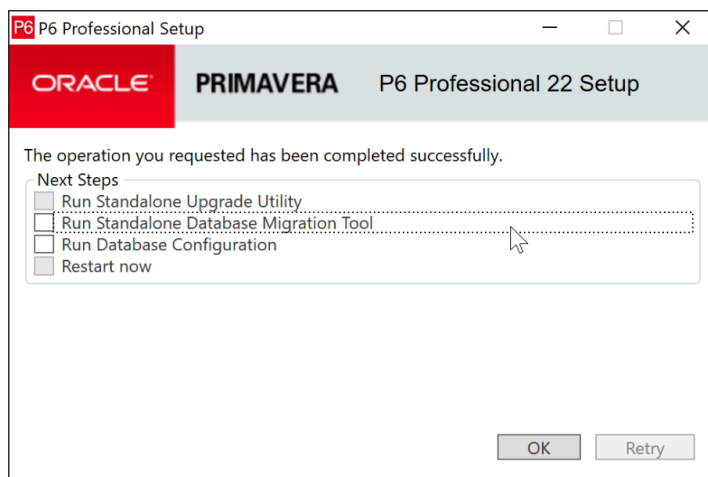 P6 P6 Professional Setup
ORACLE PRIMAVERA P6 Professional 22 Setup
The operation you requested has been completed successfully.
Next Steps
Run Standalone Upgrade Utility
Run Standalone Database Migration Tool
Run Database Configuration
Restart now
OK Retry